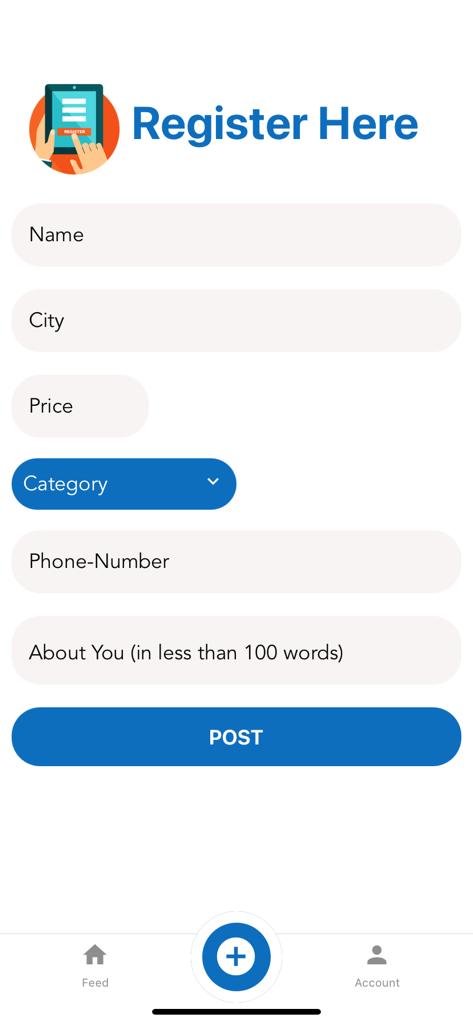 REGISTER
Register Here
Name
City
Price
Category
Phone-Number
About You (in less than 100 words)
POST
Feed
Account